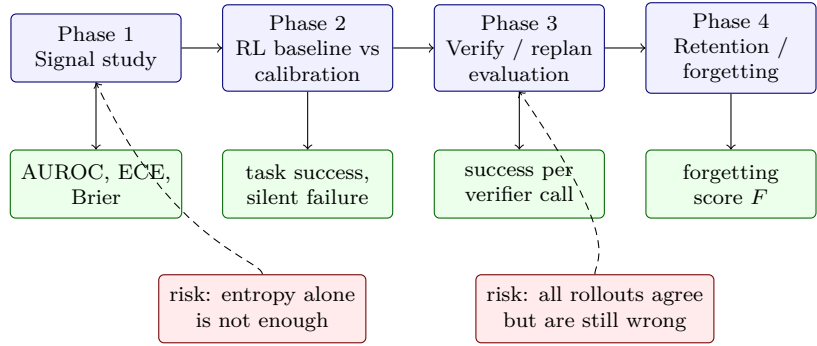 Phase 1
Signal study
Phase 2
RL baseline vs
calibration
Phase 3
Verify / replan
evaluation
Phase 4
Retention /
forgetting
AUROC, ECE,
Brier
task success,
silent failure
success per
verifier call
forgetting
score F
risk: entropy alone
is not enough
risk: all rollouts agree
but are still wrong